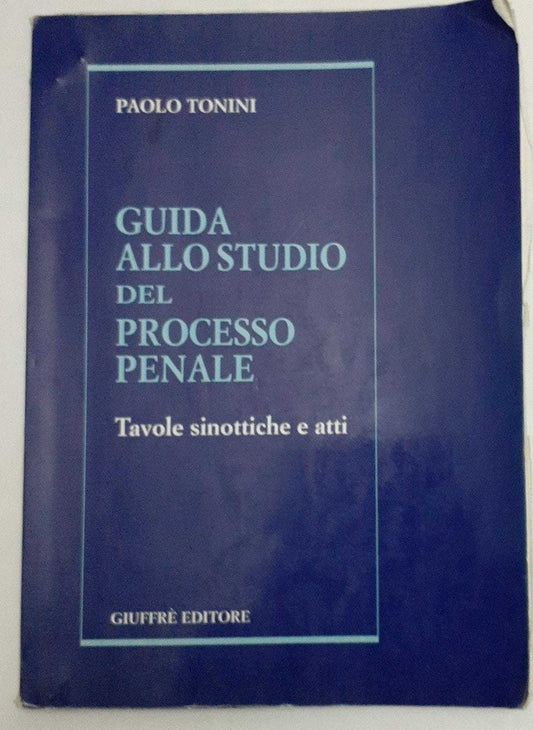 PAOLO TONINI
GUIDA
ALLO STUDIO
DEL
PROCESSO
PENALE
Tavole sinottiche e atti
GIUFFRÈ EDITORE